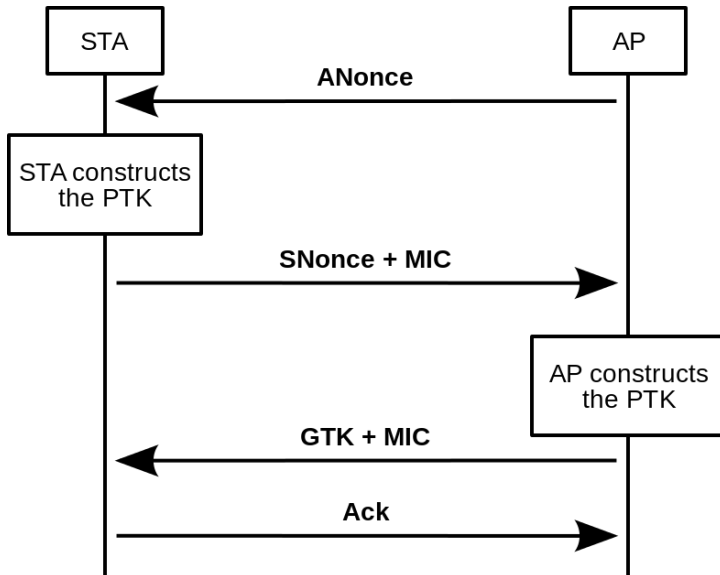 STA
AP
ANonce
STA constructs
the PTK
SNonce + MIC
AP constructs
the PTK
GTK + MIC
Ack